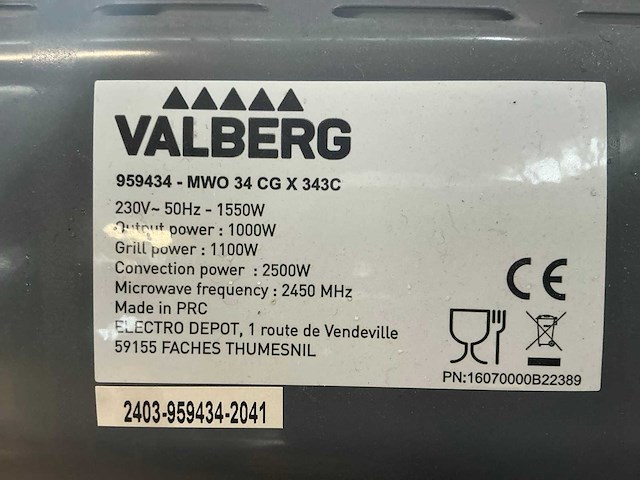 VALBERG
959434 - MWO 34 CG X 343C
230V~ 50Hz - 1550W
Output power : 1000W
Grill power : 1100W
Convection power : 2500W
Microwave frequency : 2450 MHz
Made in PRC
ELECTRO DEPOT, 1 route de Vendeville
59155 FACHES THUMESNIL
CE
PN:16070000B22389
2403-959434-2041